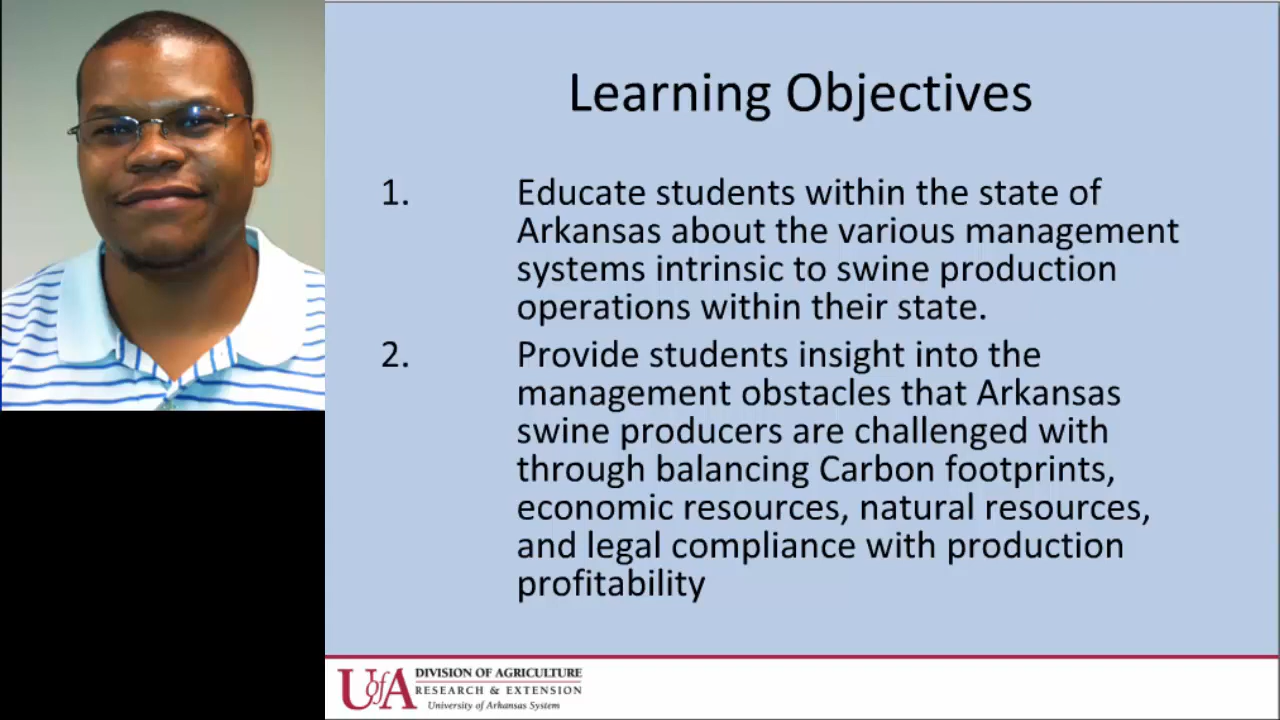 Learning Objectives
1. Educate students within the state of
Arkansas about the various management
systems intrinsic to swine production
operations within their state.
2. Provide students insight into the
management obstacles that Arkansas
swine producers are challenged with
through balancing Carbon footprints,
economic resources, natural resources,
and legal compliance with production
profitability
UofA
DIVISION OF AGRICULTURE
RESEARCH & EXTENSION
University of Arkansas System